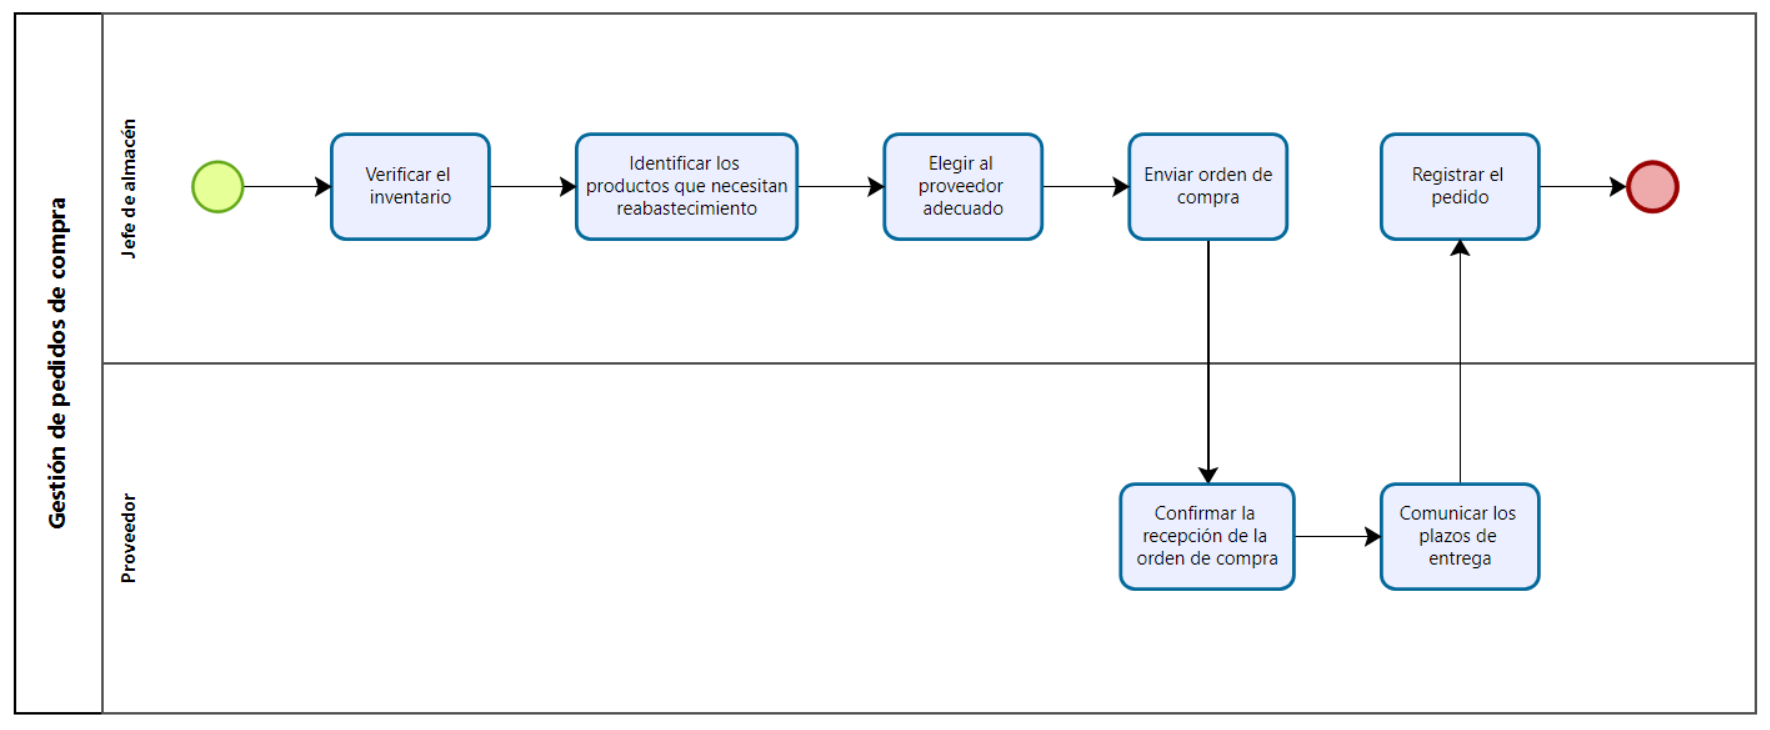 Gestión de pedidos de compra
Jefe de almacén
Verificar el
inventario
Identificar los
productos que necesitan
reabastecimiento
Elegir al
proveedor
adecuado
Enviar orden de
compra
Registrar el
pedido
Proveedor
Confirmar la
recepción de la
orden de compra
Comunicar los
plazos de
entrega